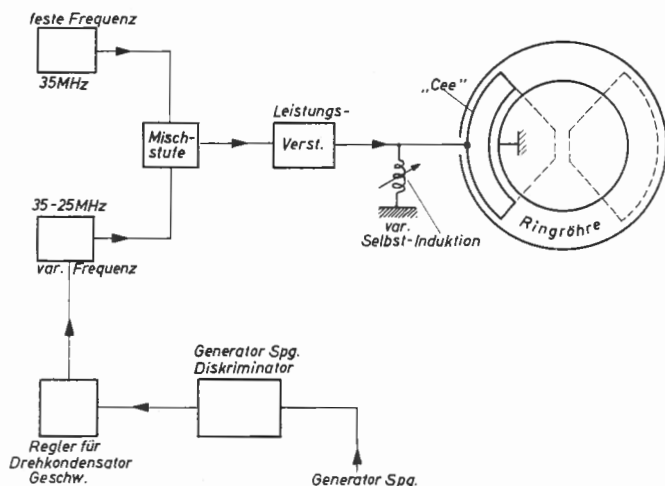 feste Frequenz
35MHz
Misch-
stufe
Leistungs-
Verst.
„Cee"
Ringröhre
var.
Selbst-Induktion
35-25MHz
var. Frequenz
Generator Spg.
Diskriminator
Regler für
Drehkondensator
Geschw.
Generator Spg.